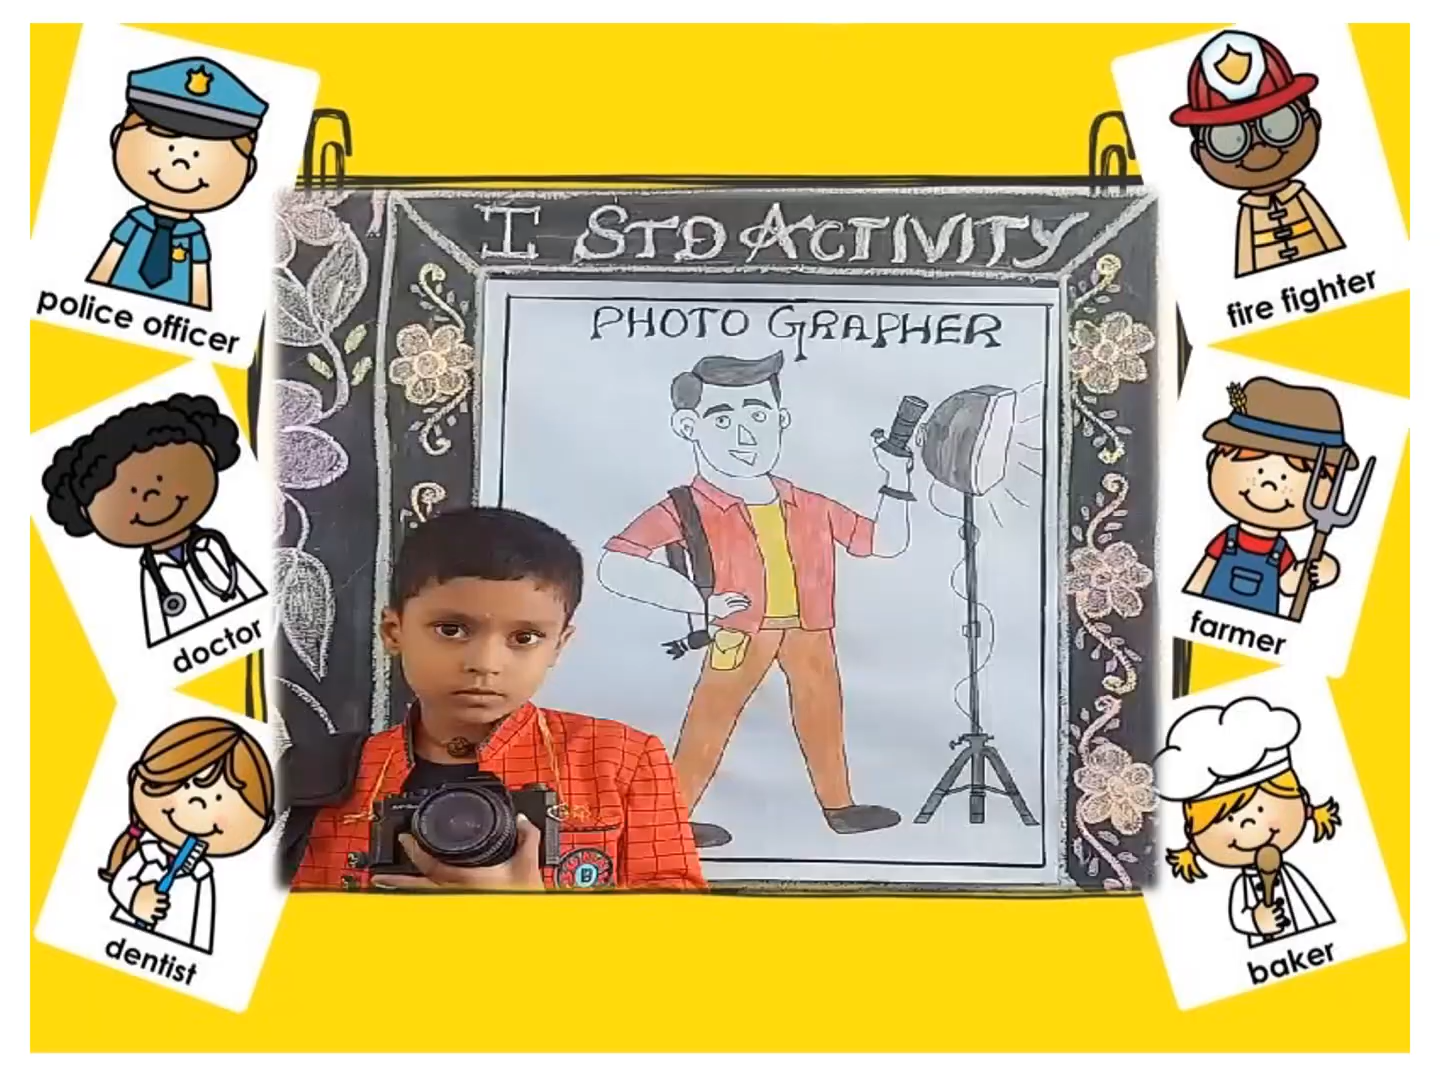 police officer
doctor
dentist
I STD ACTIVITY
PHOTO GRAPHER
B
fire fighter
farmer
baker